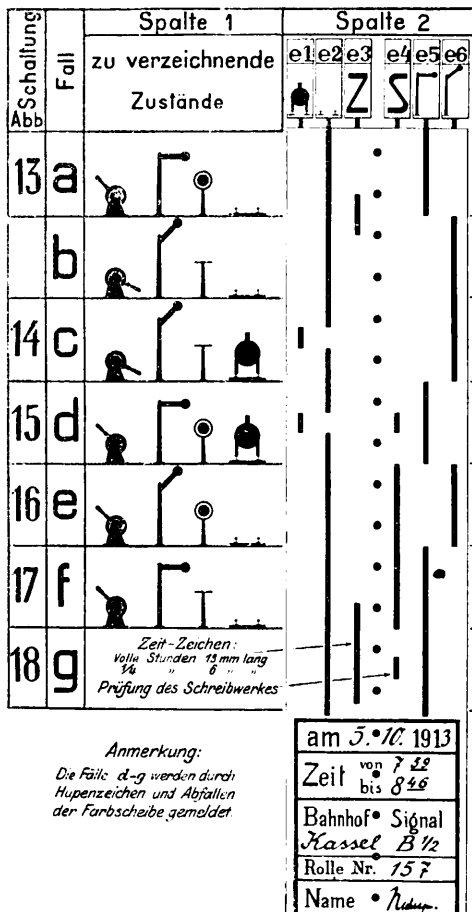 Schaltung
Abb
Fall
Spalte 1
zu verzeichnende
Zustände
Spalte 2
e1 e2 e3 e4 e5 e6
Z S
13 a
b
14 c
15 d
16 e
17 f
18 g
Zeit-Zeichen:
Volle Stunden 15 mm lang
1/4 " 6 " "
Prüfung des Schreibwerkes
Anmerkung:
Die Fälle d-g werden durch
Hupenzeichen und Abfallen
der Farbscheibe gemeldet.
am 5. 10. 1913
Zeit von 7 39
bis 8 46
Bahnhof Signal
Kassel B 1/2
Rolle Nr. 157
Name